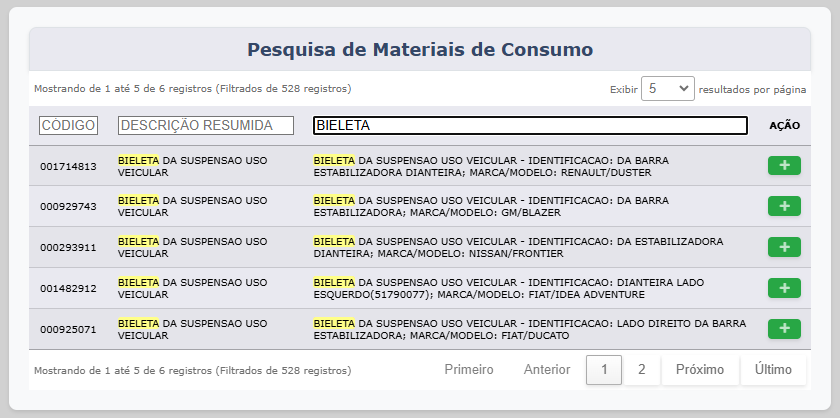 Pesquisa de Materiais de Consumo
Mostrando de 1 até 5 de 6 registros (Filtrados de 528 registros)
Exibir 5 resultados por página
CÓDIGO DESCRIÇÃO RESUMIDA BIELETA AÇÃO
001714813
BIELETA DA SUSPENSAO USO
VEICULAR
BIELETA DA SUSPENSAO USO VEICULAR - IDENTIFICACAO: DA BARRA
ESTABILIZADORA DIANTEIRA; MARCA/MODELO: RENAULT/DUSTER
+
000929743
BIELETA DA SUSPENSAO USO
VEICULAR
BIELETA DA SUSPENSAO USO VEICULAR - IDENTIFICACAO: DA BARRA
ESTABILIZADORA; MARCA/MODELO: GM/BLAZER
+
000293911
BIELETA DA SUSPENSAO USO
VEICULAR
BIELETA DA SUSPENSAO USO VEICULAR - IDENTIFICACAO: DA ESTABILIZADORA
DIANTEIRA; MARCA/MODELO: NISSAN/FRONTIER
+
001482912
BIELETA DA SUSPENSAO USO
VEICULAR
BIELETA DA SUSPENSAO USO VEICULAR - IDENTIFICACAO: DIANTEIRA LADO
ESQUERDO(51790077); MARCA/MODELO: FIAT/IDEA ADVENTURE
+
000925071
BIELETA DA SUSPENSAO USO
VEICULAR
BIELETA DA SUSPENSAO USO VEICULAR - IDENTIFICACAO: LADO DIREITO DA BARRA
ESTABILIZADORA; MARCA/MODELO: FIAT/DUCATO
+
Mostrando de 1 até 5 de 6 registros (Filtrados de 528 registros)
Primeiro Anterior 1 2 Próximo Último